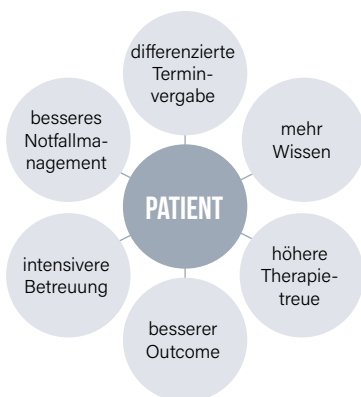 differenzierte
Termin-
vergabe
mehr
Wissen
höhere
Therapie-
treue
besserer
Outcome
intensivere
Betreuung
besseres
Notfallma-
nagement
PATIENT